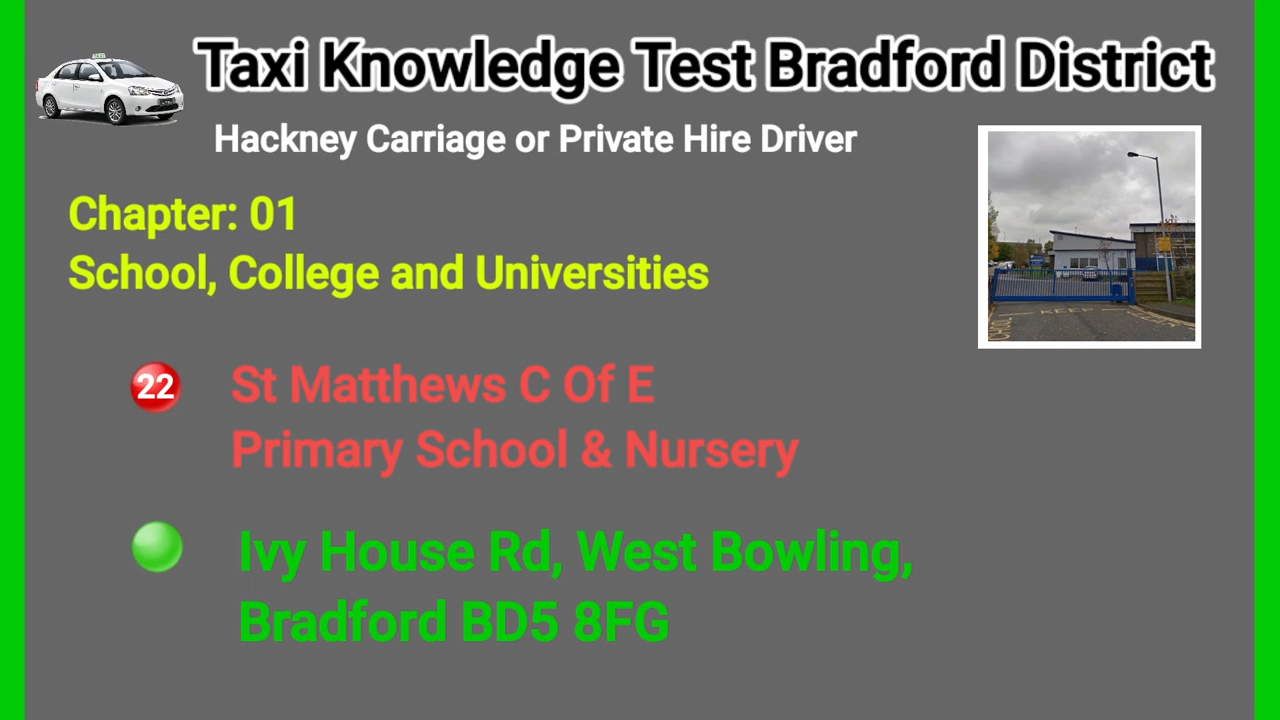 Taxi Knowledge Test Bradford District
Hackney Carriage or Private Hire Driver
Chapter: 01
School, College and Universities
22
St Matthews C Of E
Primary School & Nursery
Ivy House Rd, West Bowling,
Bradford BD5 8FG
KEEP